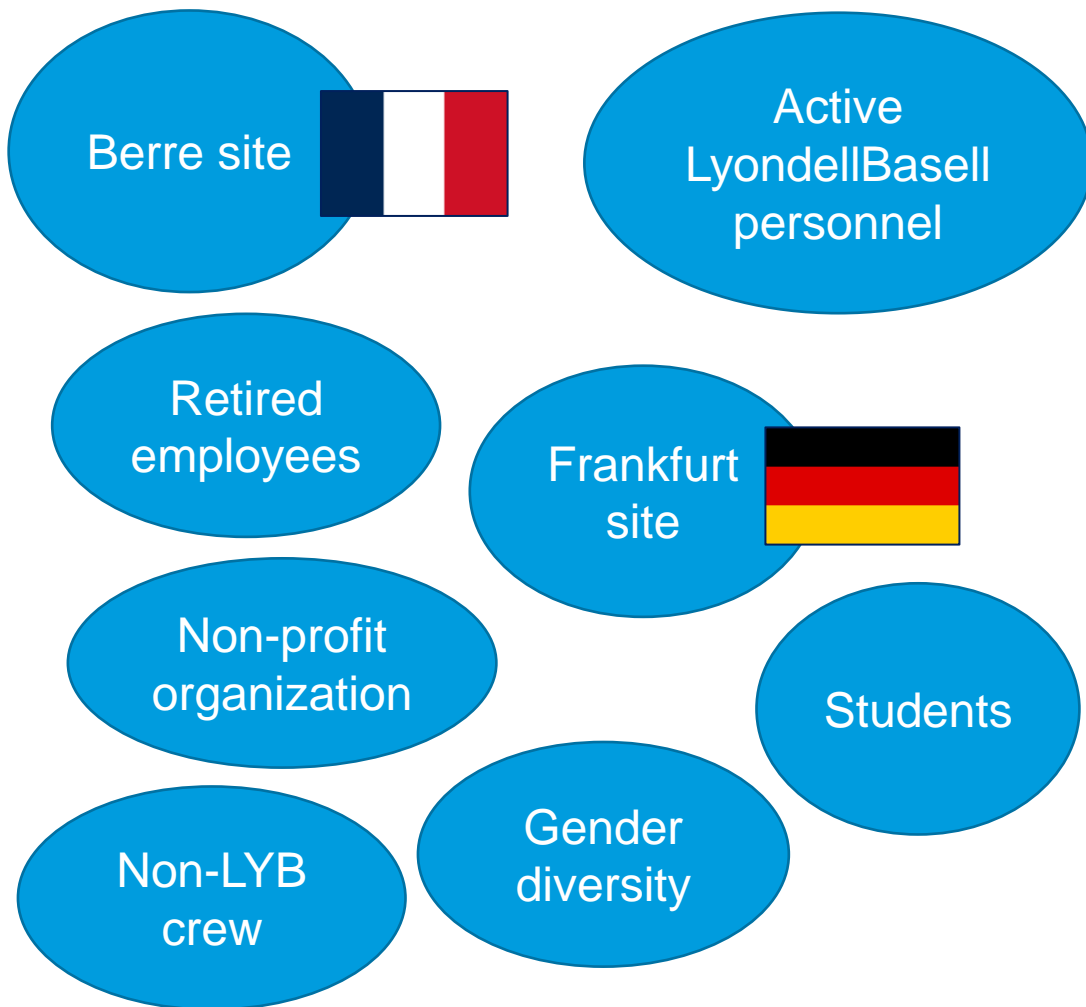 Berre site
Active
LyondellBasell
personnel
Retired
employees
Frankfurt
site
Non-profit
organization
Students
Gender
diversity
Non-LYB
crew